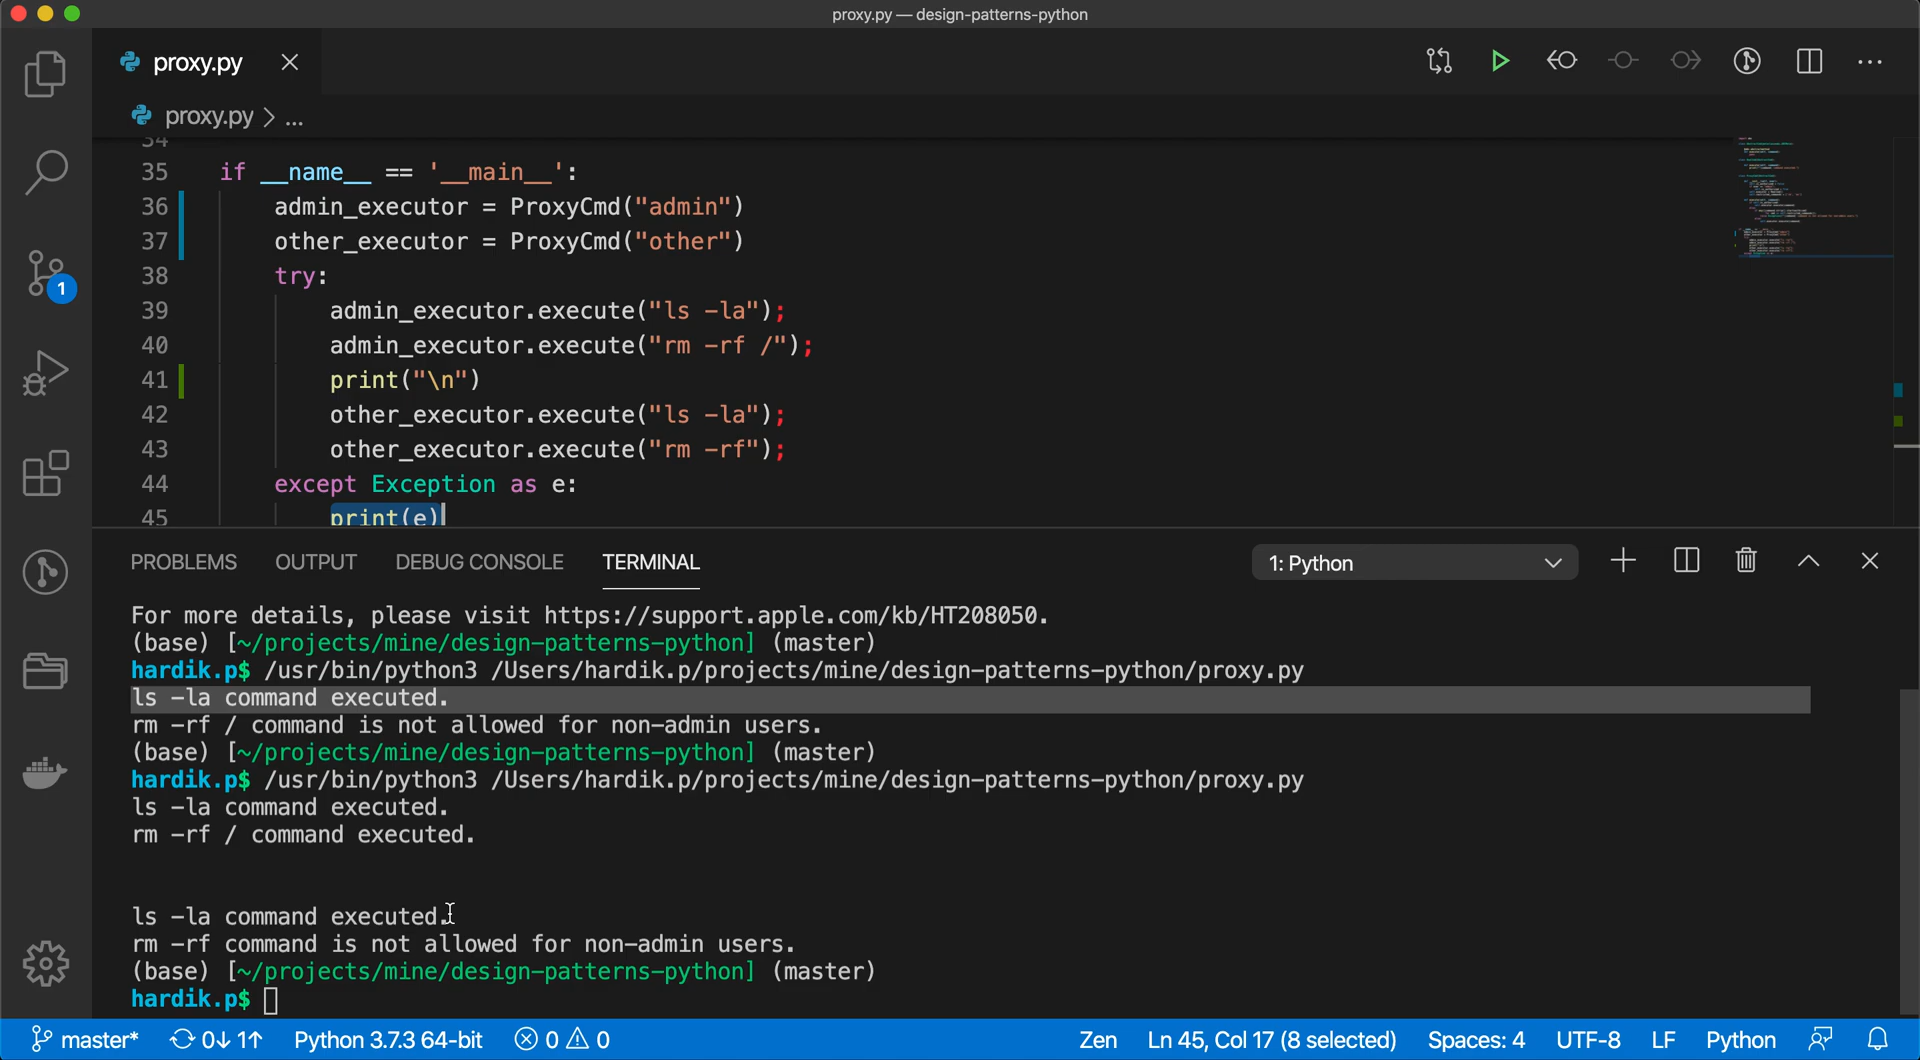 proxy.py — design-patterns-python
proxy.py
proxy.py > ...
34
35 if __name__ == '__main__':
36 admin_executor = ProxyCmd("admin")
37 other_executor = ProxyCmd("other")
38 try:
39 admin_executor.execute("ls -la");
40 admin_executor.execute("rm -rf /");
41 print("\n")
42 other_executor.execute("ls -la");
43 other_executor.execute("rm -rf");
44 except Exception as e:
45 print(e)
1
PROBLEMS OUTPUT DEBUG CONSOLE TERMINAL 1: Python
For more details, please visit https://support.apple.com/kb/HT208050.
(base) [~/projects/mine/design-patterns-python] (master)
hardik.p$ /usr/bin/python3 /Users/hardik.p/projects/mine/design-patterns-python/proxy.py
ls -la command executed.
rm -rf / command is not allowed for non-admin users.
(base) [~/projects/mine/design-patterns-python] (master)
hardik.p$ /usr/bin/python3 /Users/hardik.p/projects/mine/design-patterns-python/proxy.py
ls -la command executed.
rm -rf / command executed.
ls -la command executed.
rm -rf command is not allowed for non-admin users.
(base) [~/projects/mine/design-patterns-python] (master)
hardik.p$
master* 0↓ 1↑ Python 3.7.3 64-bit 0 0 Zen Ln 45, Col 17 (8 selected) Spaces: 4 UTF-8 LF Python